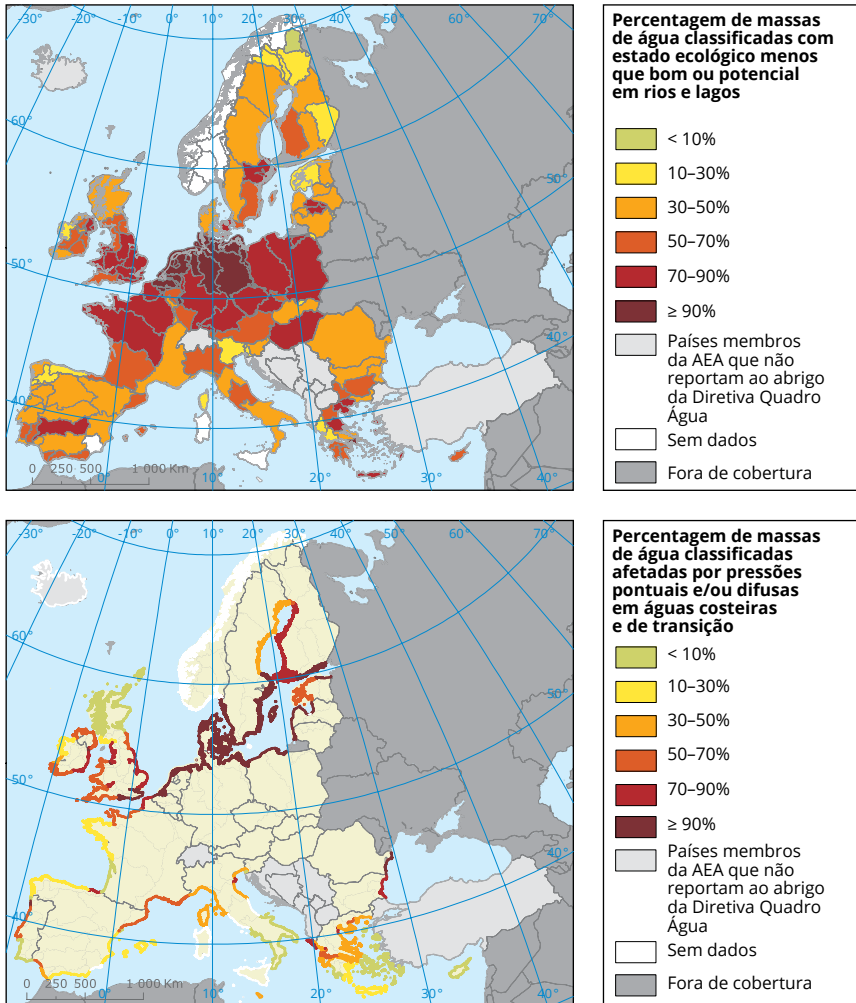 -30°
-20°
-10°
0°
10°
20°
30°
40°
50°
60°
70°
60°
50°
40°
60°
50°
40°
50°
40°
0 250 500 1 000 Km
0°
10°
20°
30°
40°
Percentagem de massas
de água classificadas com
estado ecológico menos
que bom ou potencial
em rios e lagos
< 10%
10–30%
30–50%
50–70%
70–90%
≥ 90%
Países membros
da AEA que não
reportam ao abrigo
da Diretiva Quadro
Água
Sem dados
Fora de cobertura
-30°
-20°
-10°
0°
10°
20°
30°
40°
50°
60°
70°
60°
50°
40°
60°
50°
40°
50°
40°
0 250 500 1 000 Km
0°
10°
20°
30°
40°
Percentagem de massas
de água classificadas
afetadas por pressões
pontuais e/ou difusas
em águas costeiras
e de transição
< 10%
10–30%
30–50%
50–70%
70–90%
≥ 90%
Países membros
da AEA que não
reportam ao abrigo
da Diretiva Quadro
Água
Sem dados
Fora de cobertura